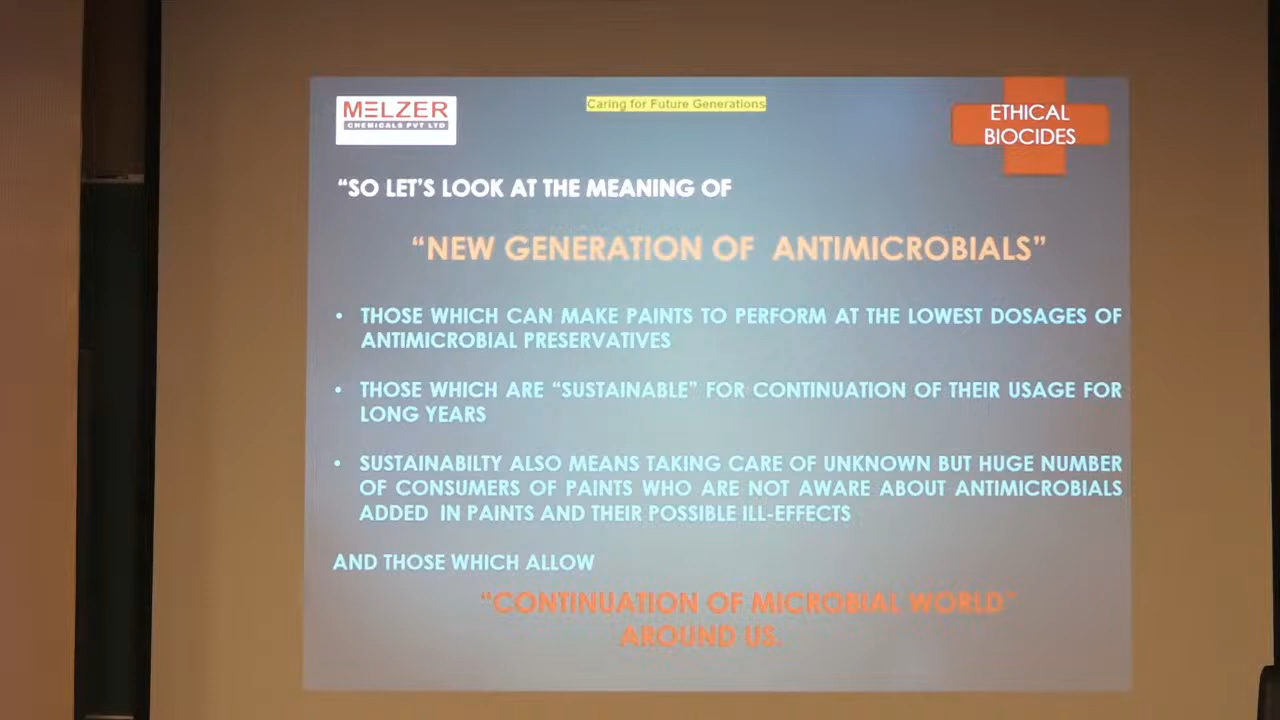 MELZER
CHEMICALS PVT LTD
Caring for Future Generations
ETHICAL
BIOCIDES
“SO LET’S LOOK AT THE MEANING OF
“NEW GENERATION OF ANTIMICROBIALS”
• THOSE WHICH CAN MAKE PAINTS TO PERFORM AT THE LOWEST DOSAGES OF
ANTIMICROBIAL PRESERVATIVES
• THOSE WHICH ARE “SUSTAINABLE” FOR CONTINUATION OF THEIR USAGE FOR
LONG YEARS
• SUSTAINABILTY ALSO MEANS TAKING CARE OF UNKNOWN BUT HUGE NUMBER
OF CONSUMERS OF PAINTS WHO ARE NOT AWARE ABOUT ANTIMICROBIALS
ADDED IN PAINTS AND THEIR POSSIBLE ILL-EFFECTS
AND THOSE WHICH ALLOW
“CONTINUATION OF MICROBIAL WORLD”
AROUND US.